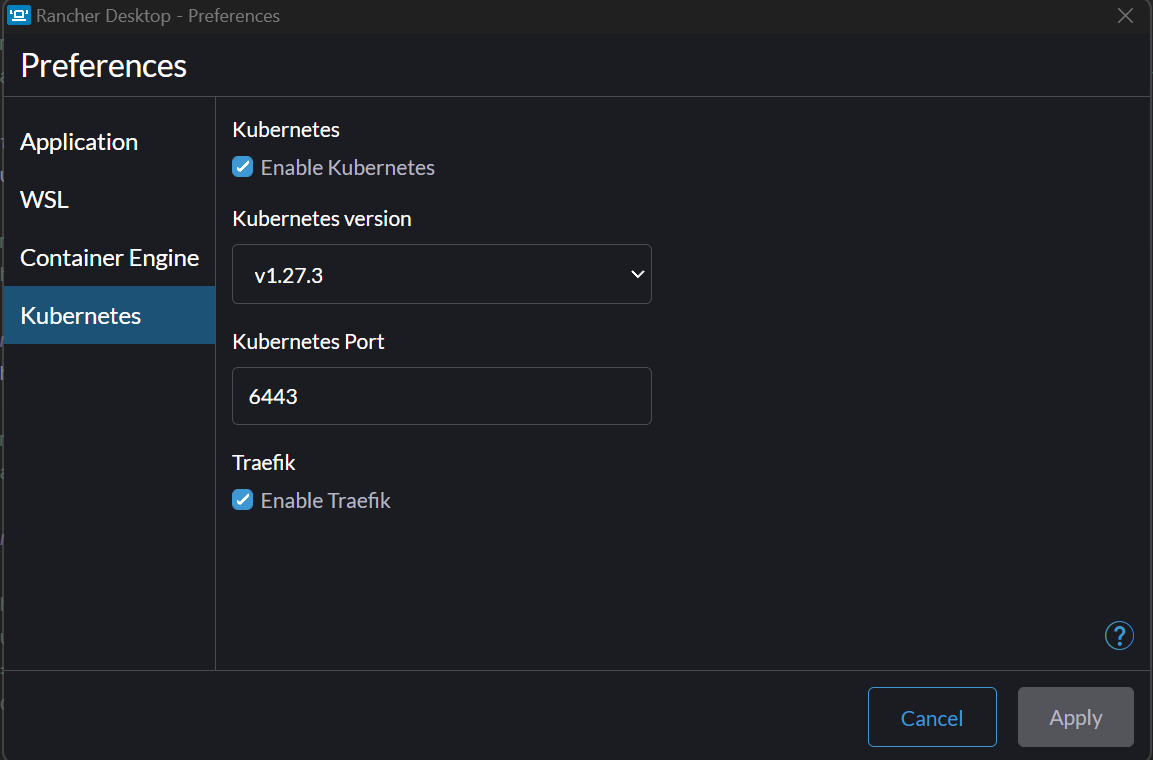 Rancher Desktop - Preferences
Preferences
Application
WSL
Container Engine
Kubernetes
Kubernetes
Enable Kubernetes
Kubernetes version
v1.27.3
Kubernetes Port
6443
Traefik
Enable Traefik
?
Cancel
Apply